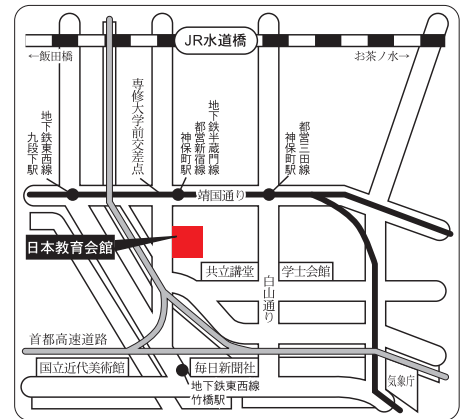 JR水道橋
←飯田橋
お茶ノ水→
地下鉄東西線
九段下駅
専修大学前交差点
地下鉄半蔵門線
都営新宿線
神保町駅
都営三田線
神保町駅
靖国通り
日本教育会館
共立講堂
学士会館
白山通り
首都高速道路
国立近代美術館
毎日新聞社
地下鉄東西線
竹橋駅
気象庁